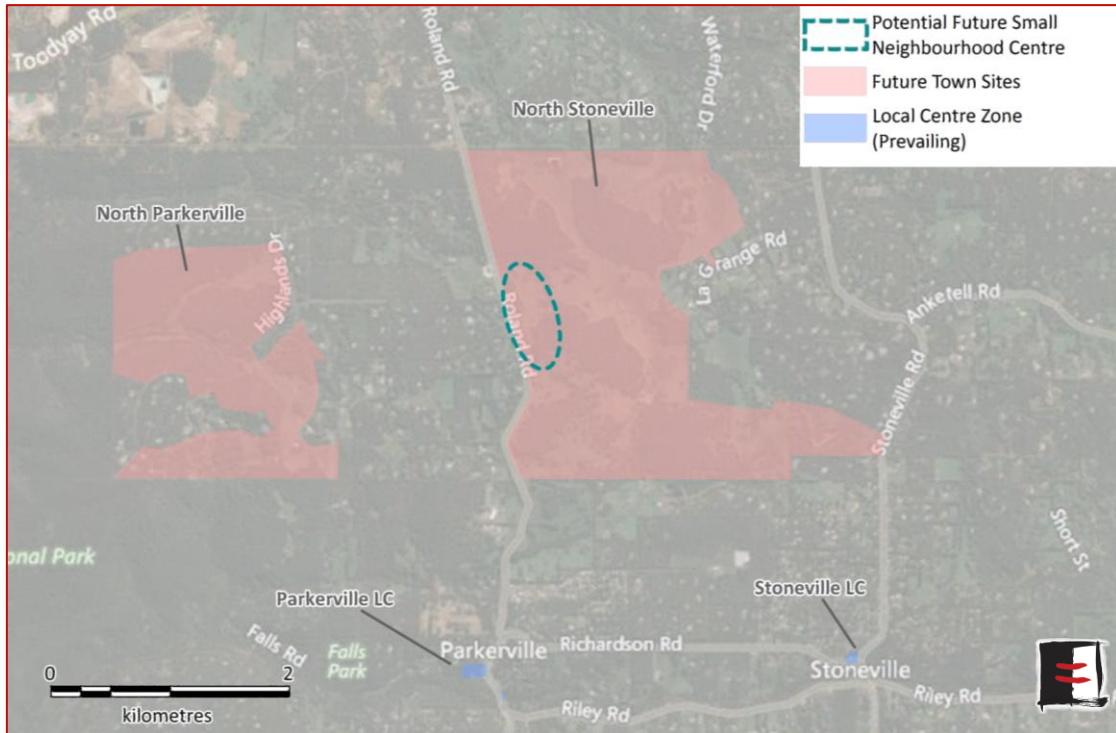 Toodyay Rd
Roland Rd
Waterford Dr
Potential Future Small
Neighbourhood Centre
Future Town Sites
Local Centre Zone
(Prevailing)
North Stoneville
North Parkerville
Highlands Dr
La Grange Rd
Anketell Rd
Roland Rd
Stoneville Rd
Short St
onal Park
Parkerville LC
Stoneville LC
Falls Rd
Falls
Park
Parkerville
Richardson Rd
Stoneville
Riley Rd
Riley Rd
0
2
kilometres